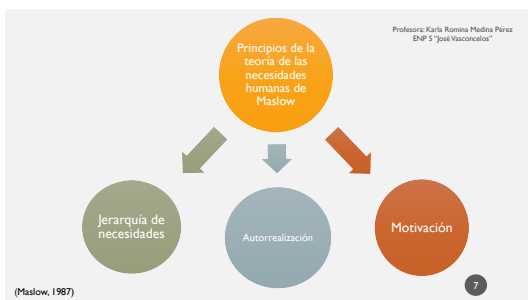 Profesora: Karla Romina Medina Pérez
ENP 5 "José Vasconcelos"
Principios de la
teoría de las
necesidades
humanas de
Maslow
Jerarquía de
necesidades
Autorrealización
Motivación
(Maslow, 1987)
7